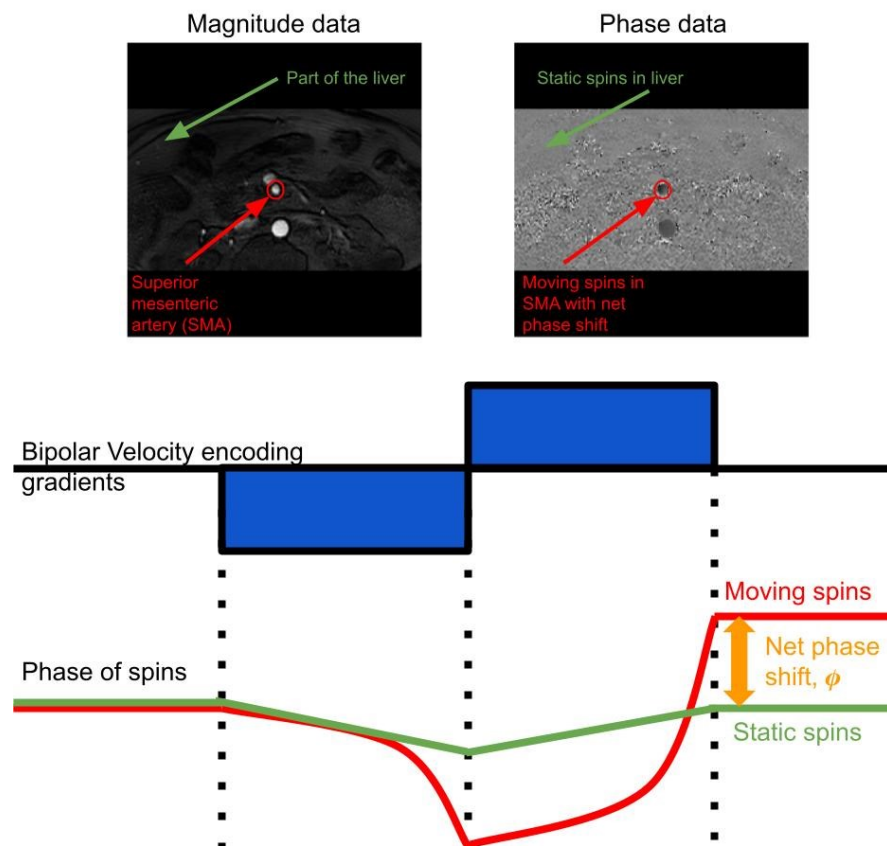 Magnitude data
Phase data
Part of the liver
Static spins in liver
Superior
mesenteric
artery (SMA)
Moving spins in
SMA with net
phase shift
Bipolar Velocity encoding
gradients
Moving spins
Net phase
shift, ϕ
Phase of spins
Static spins